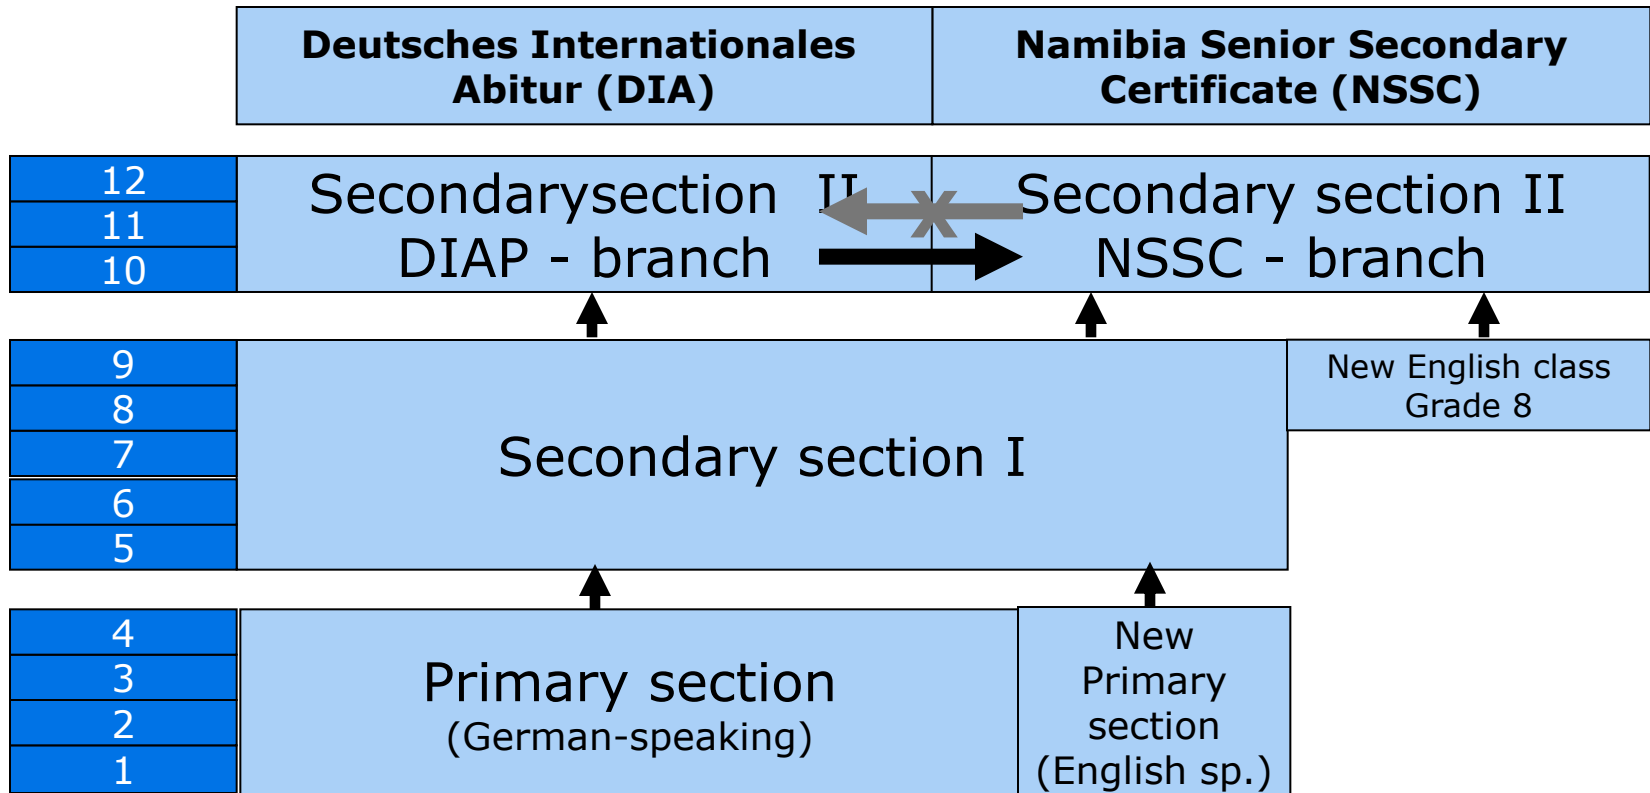 Deutsches Internationales
Abitur (DIA)
Namibia Senior Secondary
Certificate (NSSC)
12
11
10
Secondarysection II
DIAP - branch
X
Secondary section II
NSSC - branch
9
8
7
6
5
Secondary section I
New English class
Grade 8
4
3
2
1
Primary section
(German-speaking)
New
Primary
section
(English sp.)